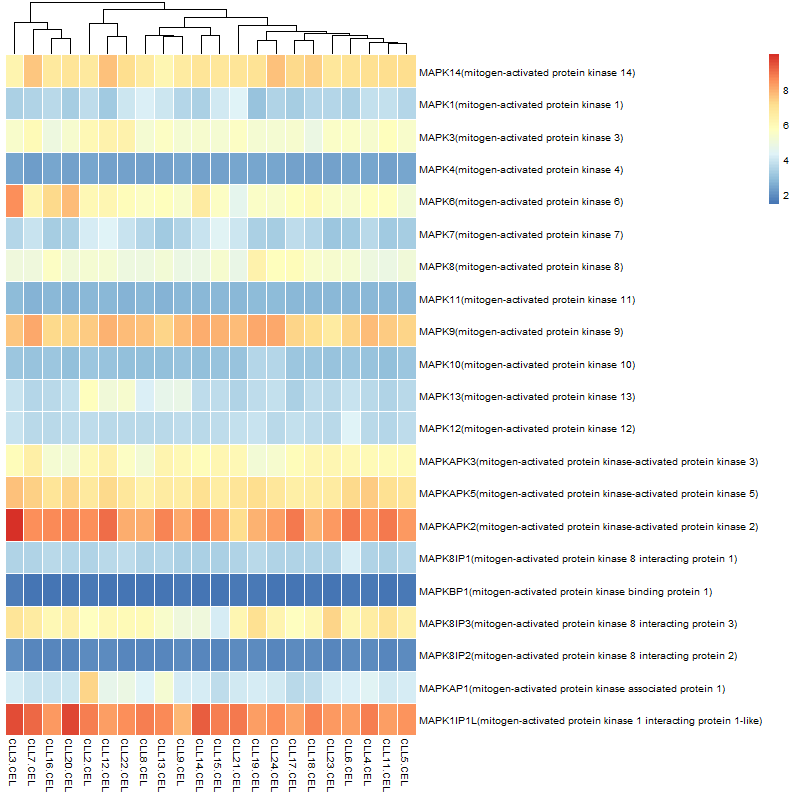 MAPK14(mitogen-activated protein kinase 14)
MAPK1(mitogen-activated protein kinase 1)
MAPK3(mitogen-activated protein kinase 3)
MAPK4(mitogen-activated protein kinase 4)
MAPK6(mitogen-activated protein kinase 6)
MAPK7(mitogen-activated protein kinase 7)
MAPK8(mitogen-activated protein kinase 8)
MAPK11(mitogen-activated protein kinase 11)
MAPK9(mitogen-activated protein kinase 9)
MAPK10(mitogen-activated protein kinase 10)
MAPK13(mitogen-activated protein kinase 13)
MAPK12(mitogen-activated protein kinase 12)
MAPKAPK3(mitogen-activated protein kinase-activated protein kinase 3)
MAPKAPK5(mitogen-activated protein kinase-activated protein kinase 5)
MAPKAPK2(mitogen-activated protein kinase-activated protein kinase 2)
MAPK8IP1(mitogen-activated protein kinase 8 interacting protein 1)
MAPKBP1(mitogen-activated protein kinase binding protein 1)
MAPK8IP3(mitogen-activated protein kinase 8 interacting protein 3)
MAPK8IP2(mitogen-activated protein kinase 8 interacting protein 2)
MAPKAP1(mitogen-activated protein kinase associated protein 1)
MAPK1IP1L(mitogen-activated protein kinase 1 interacting protein 1-like)
8
6
4
2
CLL3.CEL
CLL7.CEL
CLL16.CEL
CLL20.CEL
CLL2.CEL
CLL12.CEL
CLL22.CEL
CLL8.CEL
CLL13.CEL
CLL9.CEL
CLL14.CEL
CLL15.CEL
CLL21.CEL
CLL19.CEL
CLL24.CEL
CLL17.CEL
CLL18.CEL
CLL23.CEL
CLL6.CEL
CLL4.CEL
CLL11.CEL
CLL5.CEL